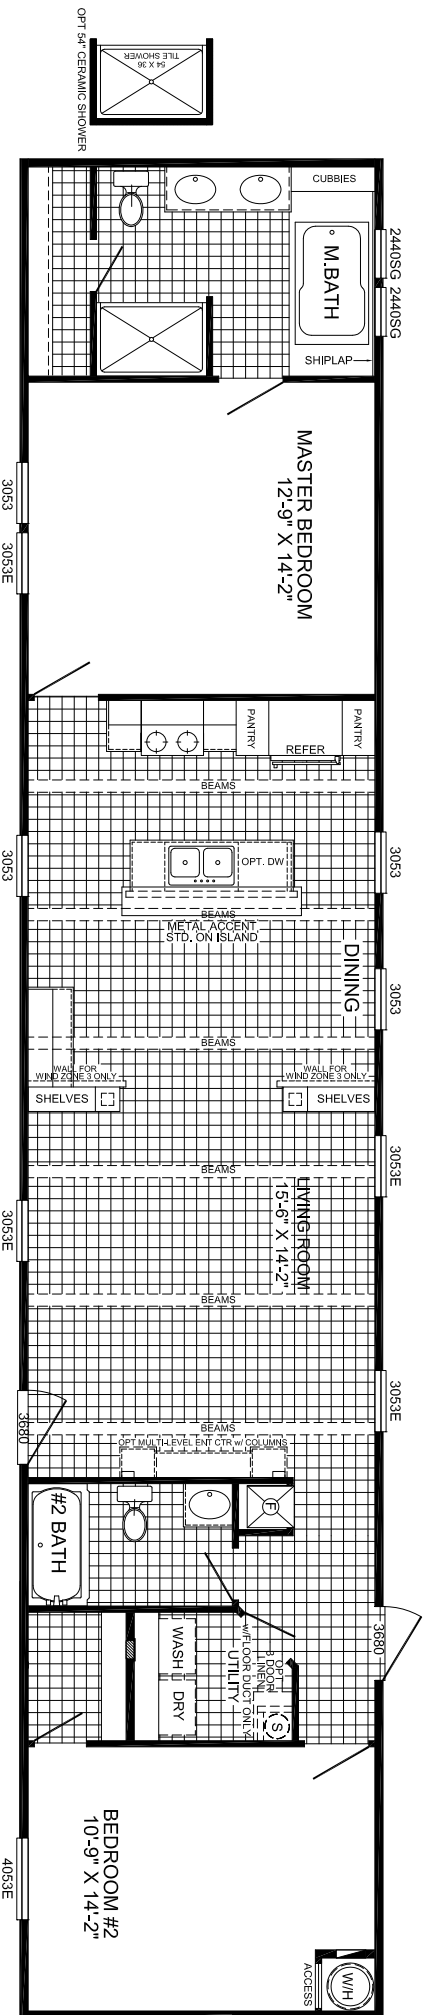 OPT 54" CERAMIC SHOWER
54 X 36
TILE SHOWER
CUBBIES
2440SG
2440SG
M.BATH
SHIPLAP
MASTER BEDROOM
12'-9" X 14'-2"
3053
3053E
PANTRY
REFER
PANTRY
BEAMS
OPT. DW
3053
3053
BEAMS
METAL ACCENT
STD. ON ISLAND
DINING
3053
BEAMS
WALL FOR
WIND ZONE 3 ONLY
WALL FOR
WIND ZONE 3 ONLY
SHELVES
SHELVES
3053E
BEAMS
LIVING ROOM
15'-6" X 14'-2"
3053E
BEAMS
3053E
3680
BEAMS
OPT MULTI-LEVEL ENT CTR w/ COLUMNS
#2 BATH
F
3680
WASH
DRY
OPT
3 DOOR
LINEN
w/FLOOR DUCT ONLY
UTILITY
S
BEDROOM #2
10'-9" X 14'-2"
4053E
W/H
ACCESS